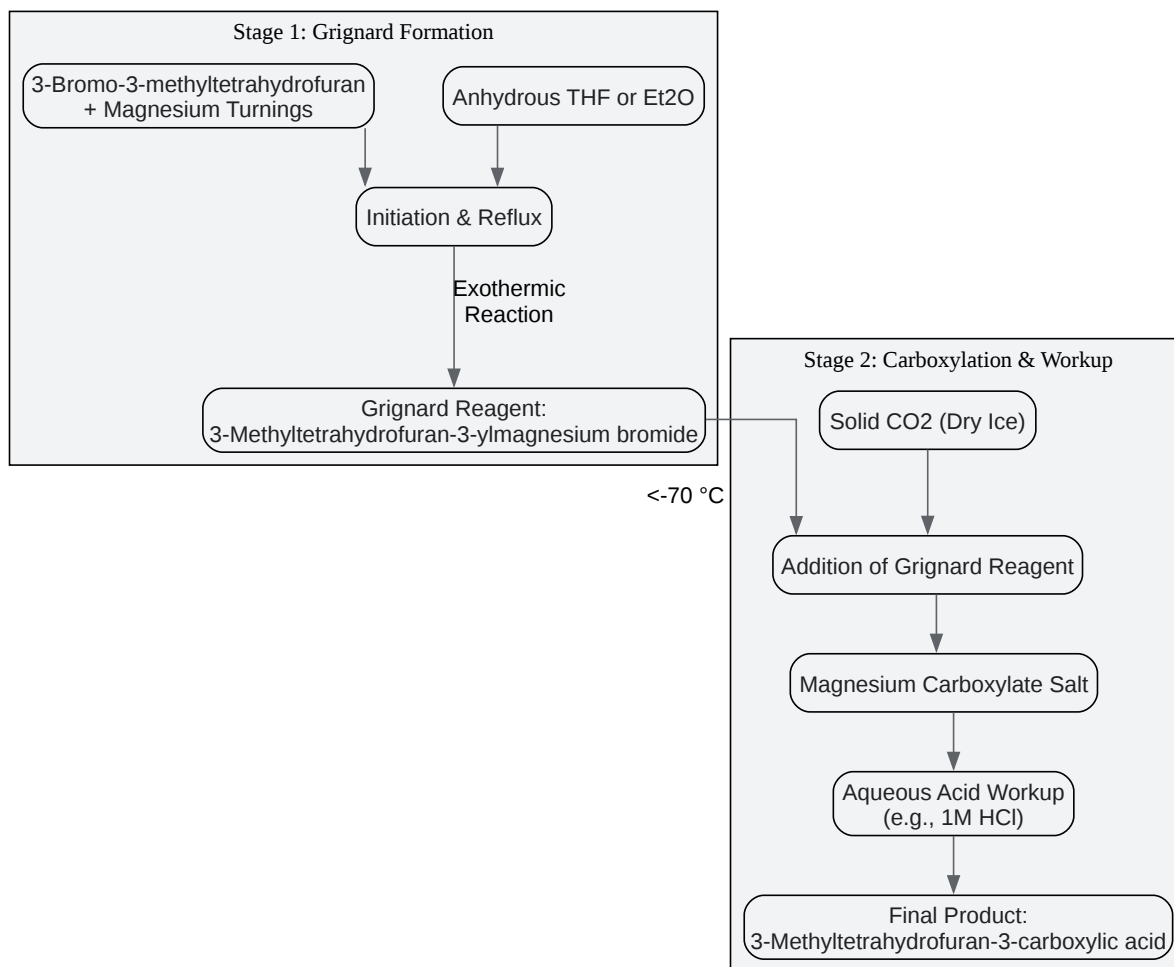 Stage 1: Grignard Formation
3-Bromo-3-methyltetrahydrofuran
+ Magnesium Turnings
Anhydrous THF or Et2O
Initiation & Reflux
Exothermic
Reaction
Grignard Reagent:
3-Methyltetrahydrofuran-3-ylmagnesium bromide
<-70 °C
Stage 2: Carboxylation & Workup
Solid CO2 (Dry Ice)
Addition of Grignard Reagent
Magnesium Carboxylate Salt
Aqueous Acid Workup
(e.g., 1M HCl)
Final Product:
3-Methyltetrahydrofuran-3-carboxylic acid